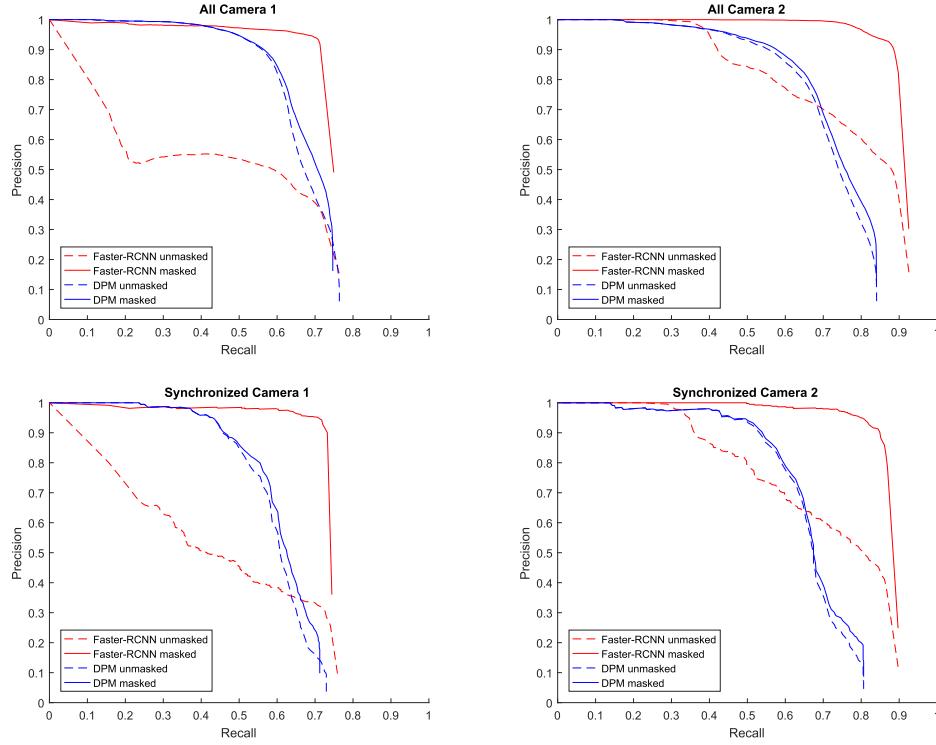 All Camera 1
1
0.9
0.8
0.7
0.6
0.5
0.4
0.3
0.2
0.1
0
Precision
Faster-RCNN unmasked
Faster-RCNN masked
DPM unmasked
DPM masked
0 0.1 0.2 0.3 0.4 0.5 0.6 0.7 0.8 0.9 1
Recall
All Camera 2
1
0.9
0.8
0.7
0.6
0.5
0.4
0.3
0.2
0.1
0
Precision
Faster-RCNN unmasked
Faster-RCNN masked
DPM unmasked
DPM masked
0 0.1 0.2 0.3 0.4 0.5 0.6 0.7 0.8 0.9 1
Recall
Synchronized Camera 1
1
0.9
0.8
0.7
0.6
0.5
0.4
0.3
0.2
0.1
0
Precision
Faster-RCNN unmasked
Faster-RCNN masked
DPM unmasked
DPM masked
0 0.1 0.2 0.3 0.4 0.5 0.6 0.7 0.8 0.9 1
Recall
Synchronized Camera 2
1
0.9
0.8
0.7
0.6
0.5
0.4
0.3
0.2
0.1
0
Precision
Faster-RCNN unmasked
Faster-RCNN masked
DPM unmasked
DPM masked
0 0.1 0.2 0.3 0.4 0.5 0.6 0.7 0.8 0.9 1
Recall